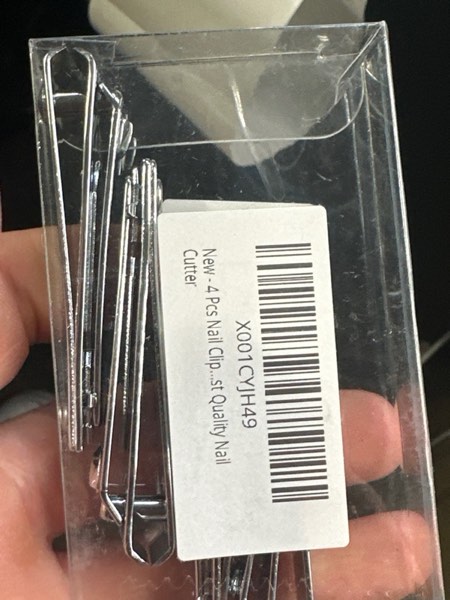 X001CYJH49
New - 4 Pcs Nail Clip...st Quality Nail
Cutter